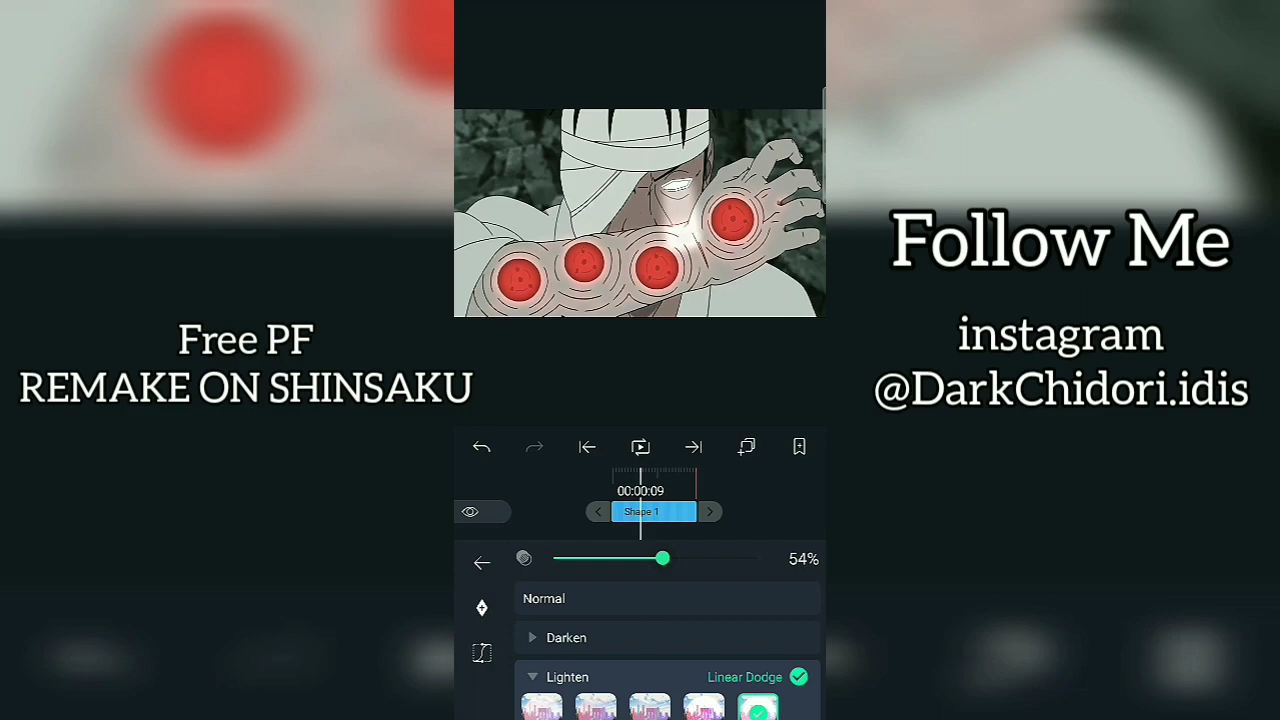 Free PF
REMAKE ON SHINSAKU
Follow Me
instagram
@DarkChidori.idis
00:00:09
Shape 1
54%
Normal
Darken
Lighten
Linear Dodge